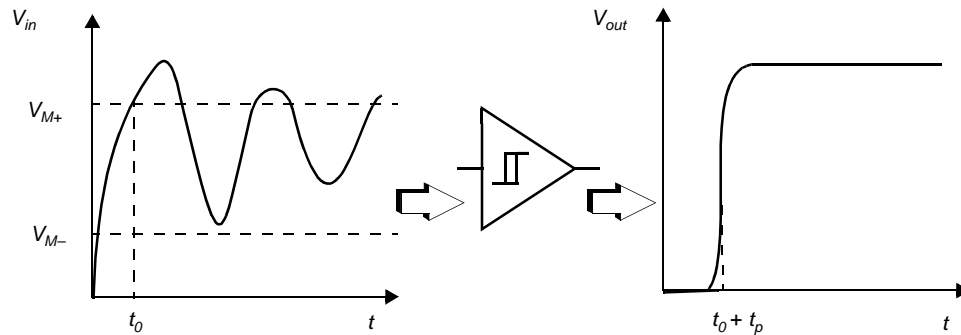 V_in
V_M+
V_M–
t_0
t
V_out
t_0 + t_p
t